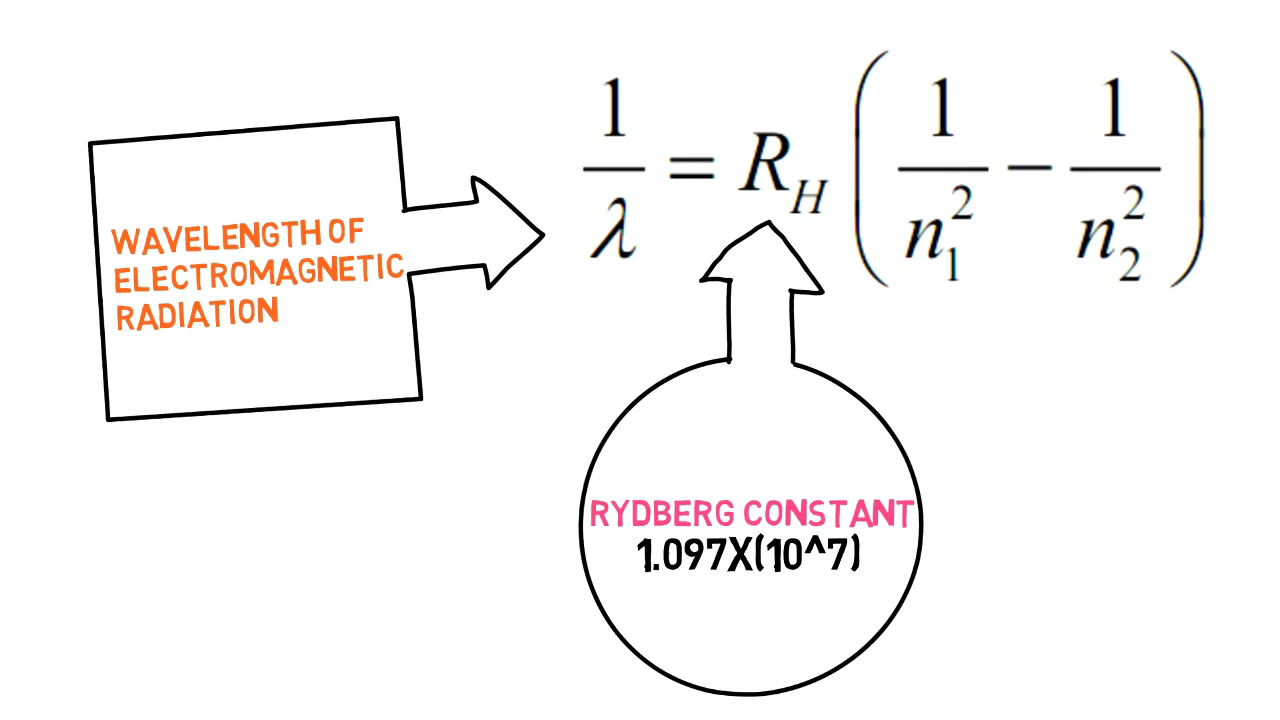 WAVELENGTH OF
ELECTROMAGNETIC
RADIATION
1/λ = R_H (1/n_1^2 − 1/n_2^2)
RYDBERG CONSTANT
1.097X(10^7)